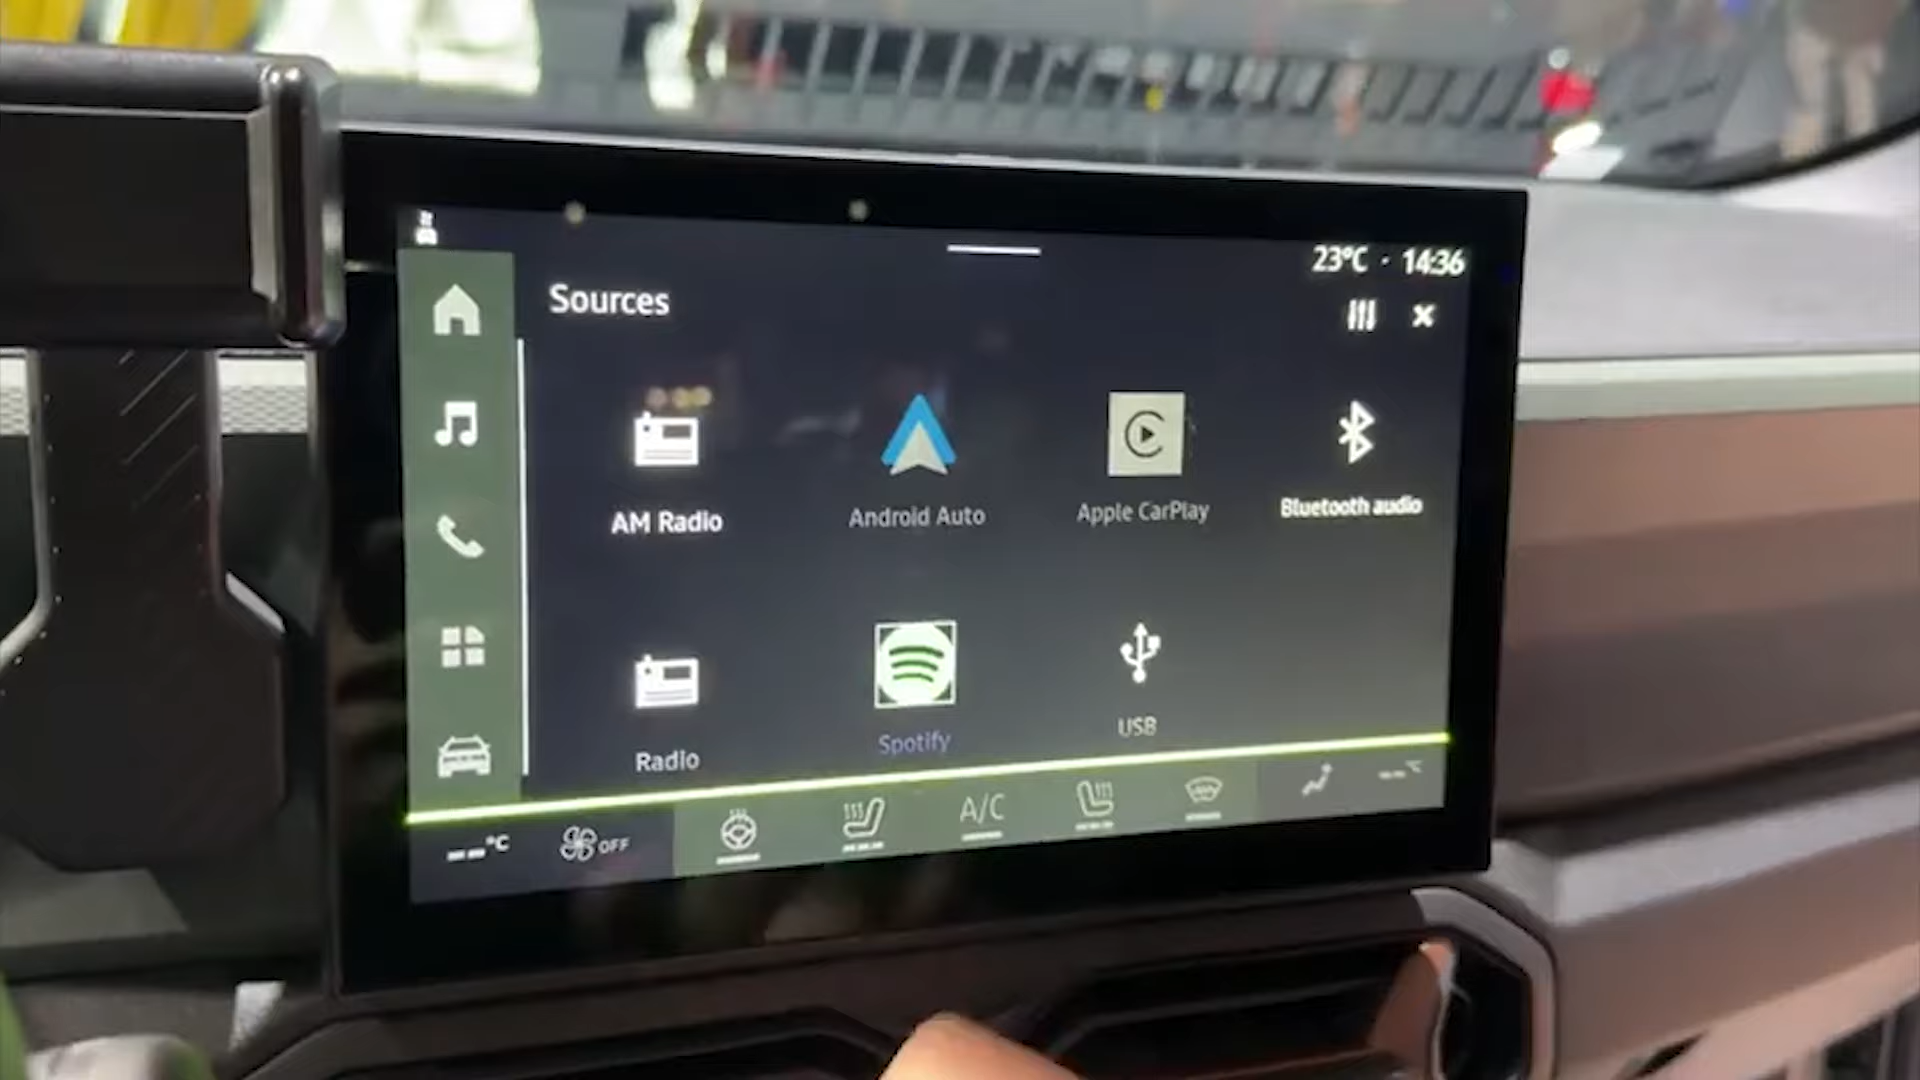 23°C · 14:36
Sources
AM Radio
Android Auto
Apple CarPlay
Bluetooth audio
Radio
Spotify
USB
--°C
OFF
A/C
--°C